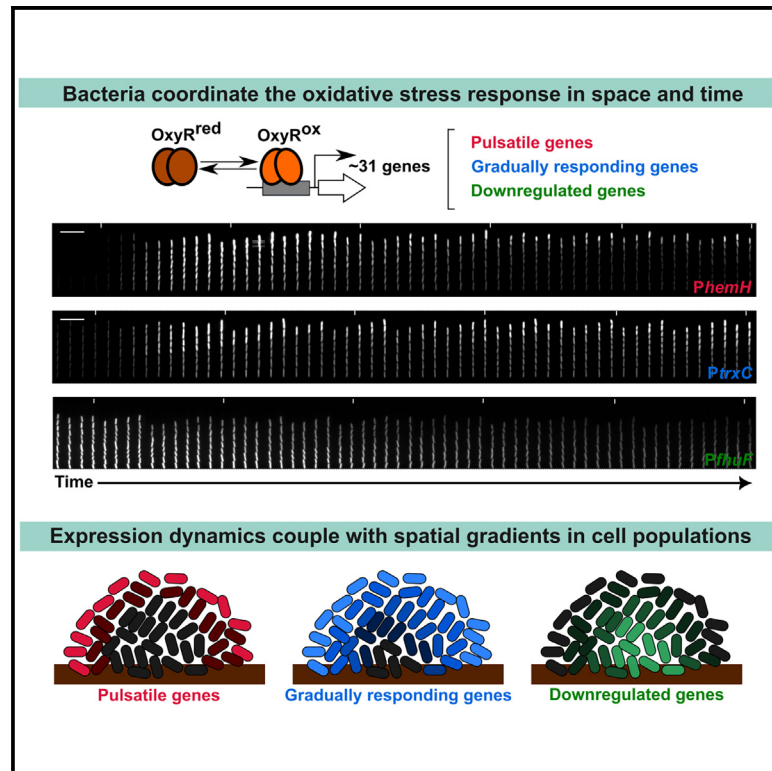 Bacteria coordinate the oxidative stress response in space and time
OxyRred
OxyRox
~31 genes
Pulsatile genes
Gradually responding genes
Downregulated genes
PhemH
PtrxC
PfhuF
Time
Expression dynamics couple with spatial gradients in cell populations
Pulsatile genes
Gradually responding genes
Downregulated genes